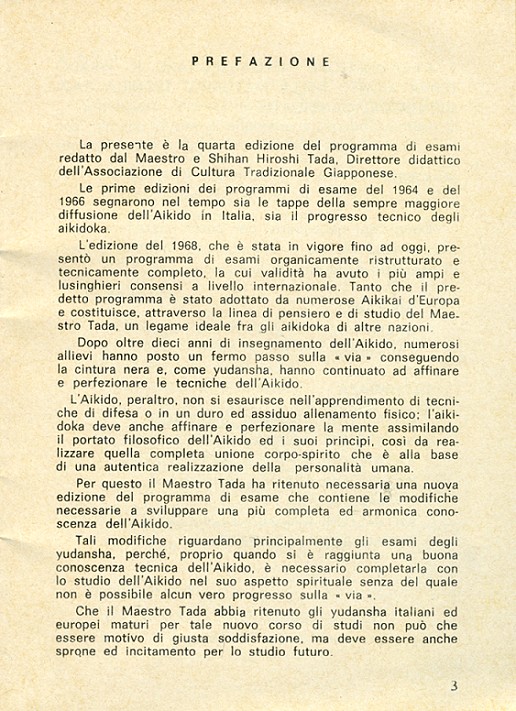 PREFAZIONE
La presente è la quarta edizione del programma di esami
redatto dal Maestro e Shihan Hiroshi Tada, Direttore didattico
dell'Associazione di Cultura Tradizionale Giapponese.
Le prime edizioni dei programmi di esame del 1964 e del
1966 segnarono nel tempo sia le tappe della sempre maggiore
diffusione dell'Aikido in Italia, sia il progresso tecnico degli
aikidoka.
L'edizione del 1968, che è stata in vigore fino ad oggi, pre-
sentò un programma di esami organicamente ristrutturato e
tecnicamente completo, la cui validità ha avuto i più ampi e
lusinghieri consensi a livello internazionale. Tanto che il pre-
detto programma è stato adottato da numerose Aikikai d'Europa
e costituisce, attraverso la linea di pensiero e di studio del Mae-
stro Tada, un legame ideale fra gli aikidoka di altre nazioni.
Dopo oltre dieci anni di insegnamento dell'Aikido, numerosi
allievi hanno posto un fermo passo sulla « via » conseguendo
la cintura nera e, come yudansha, hanno continuato ad affinare
e perfezionare le tecniche dell'Aikido.
L'Aikido, peraltro, non si esaurisce nell'apprendimento di tecni-
che di difesa o in un duro ed assiduo allenamento fisico; l'aiki-
doka deve anche affinare e perfezionare la mente assimilando
il portato filosofico dell'Aikido ed i suoi principi, così da rea-
lizzare quella completa unione corpo-spirito che è alla base
di una autentica realizzazione della personalità umana.
Per questo il Maestro Tada ha ritenuto necessaria una nuova
edizione del programma di esame che contiene le modifiche
necessarie a sviluppare una più completa ed armonica cono-
scenza dell'Aikido.
Tali modifiche riguardano principalmente gli esami degli
yudansha, perché, proprio quando si è raggiunta una buona
conoscenza tecnica dell'Aikido, è necessario completarla con
lo studio dell'Aikido nel suo aspetto spirituale senza del quale
non è possibile alcun vero progresso sulla « via ».
Che il Maestro Tada abbia ritenuto gli yudansha italiani ed
europei maturi per tale nuovo corso di studi non può che
essere motivo di giusta soddisfazione, ma deve essere anche
sprone ed incitamento per lo studio futuro.
3